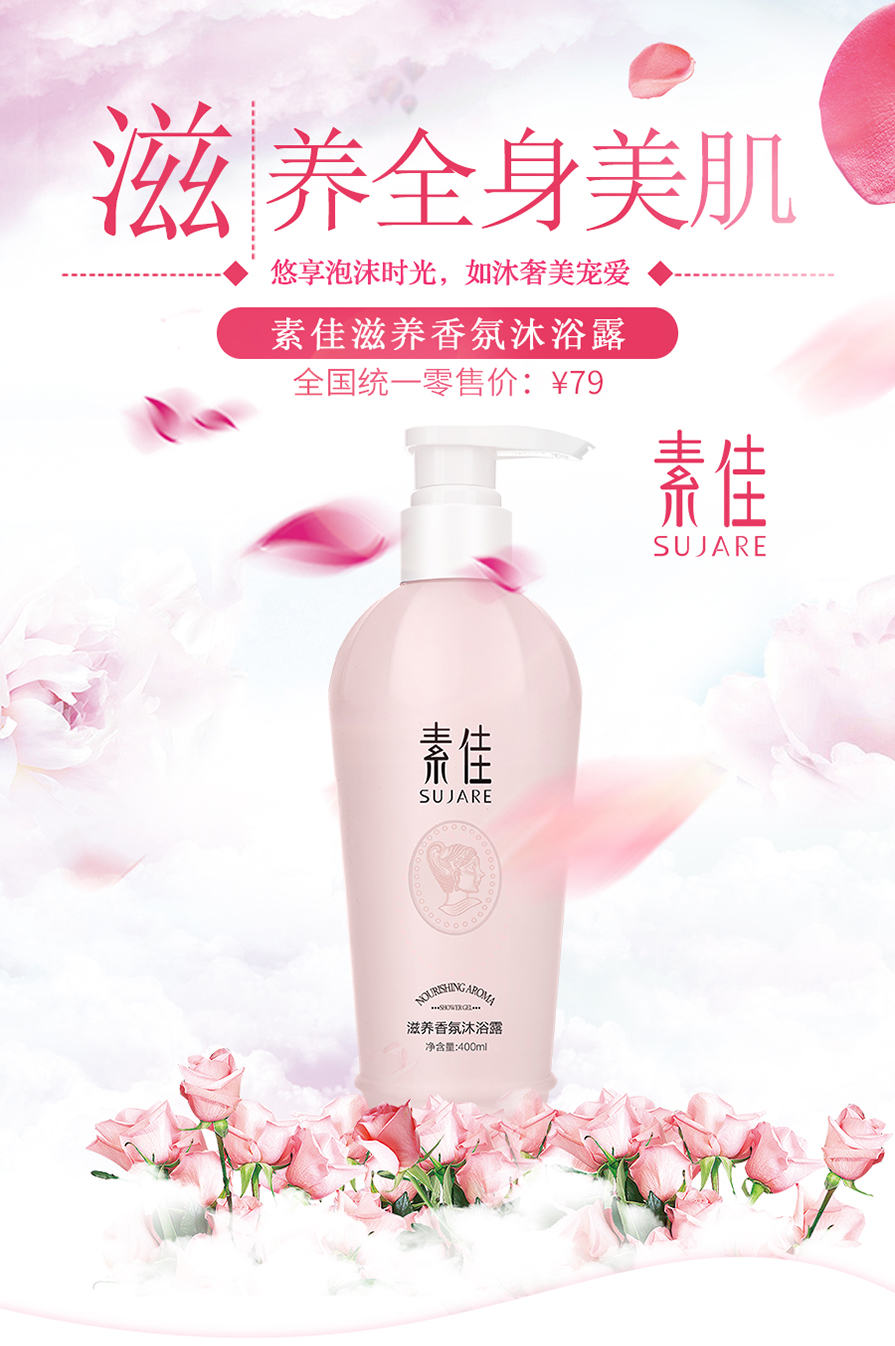 滋养全身美肌
悠享泡沫时光，如沐奢美宠爱
素佳滋养香氛沐浴露
全国统一零售价：¥79
素佳
SUJARE
素佳
SUJARE
NOURISHING AROMA
•••SHOWER GEL•••
滋养香氛沐浴露
净含量:400ml